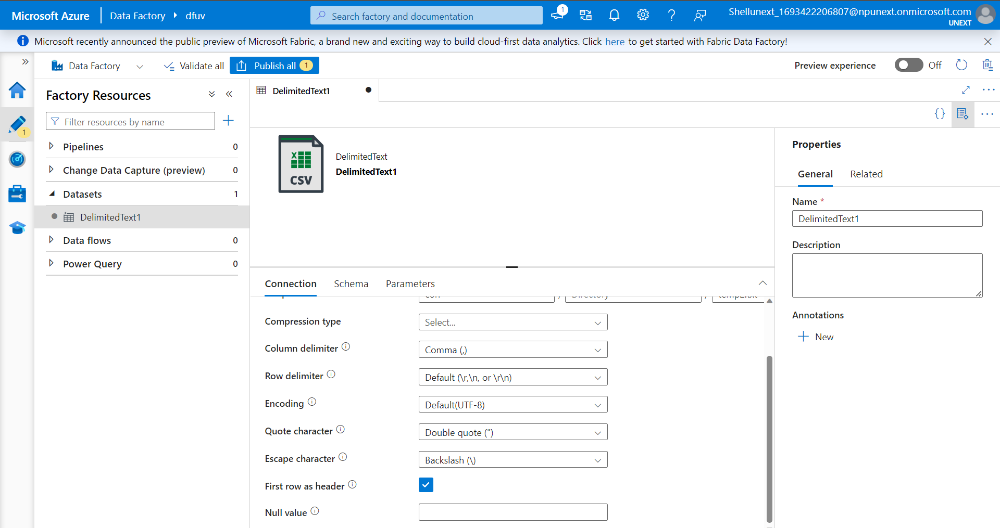 Microsoft Azure
Data Factory
dfuv
Search factory and documentation
1
Shellunext_1693422206807@npunext.onmicrosoft.com
UNEXT
Microsoft recently announced the public preview of Microsoft Fabric, a brand new and exciting way to build cloud-first data analytics. Click here to get started with Fabric Data Factory!
Data Factory
Validate all
Publish all 1
Preview experience
Off
1
Factory Resources
Filter resources by name
Pipelines 0
Change Data Capture (preview) 0
Datasets 1
DelimitedText1
Data flows 0
Power Query 0
DelimitedText1
X
CSV
DelimitedText
DelimitedText1
Connection Schema Parameters
Directory
Compression type Select...
Column delimiter Comma (,)
Row delimiter Default (\r,\n, or \r\n)
Encoding Default(UTF-8)
Quote character Double quote (")
Escape character Backslash (\)
First row as header
Null value
Properties
General Related
Name *
DelimitedText1
Description
Annotations
New